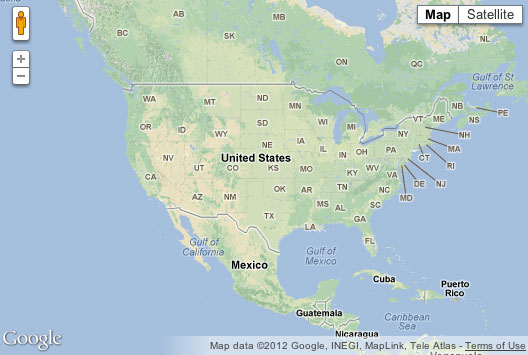 Map
Satellite
NU
BC
AB
MB
SK
ON
QC
NL
Gulf of St
Lawrence
NB
PE
NS
WA
MT
ND
MN
VT
ME
OR
ID
SD
WI
MI
NY
NH
WY
MA
IA
NE
PA
RI
IL
IN
OH
CT
NV
UT
CO
United States
KS
MO
WV
KY
VA
NJ
DE
CA
MD
AZ
NM
OK
AR
TN
NC
MS
AL
SC
TX
GA
LA
FL
Gulf of
California
Gulf of
Mexico
Mexico
Cuba
Puerto
Rico
Guatemala
Caribbean
Sea
Nicaragua
Google
Map data ©2012 Google, INEGI, MapLink, Tele Atlas - Terms of Use